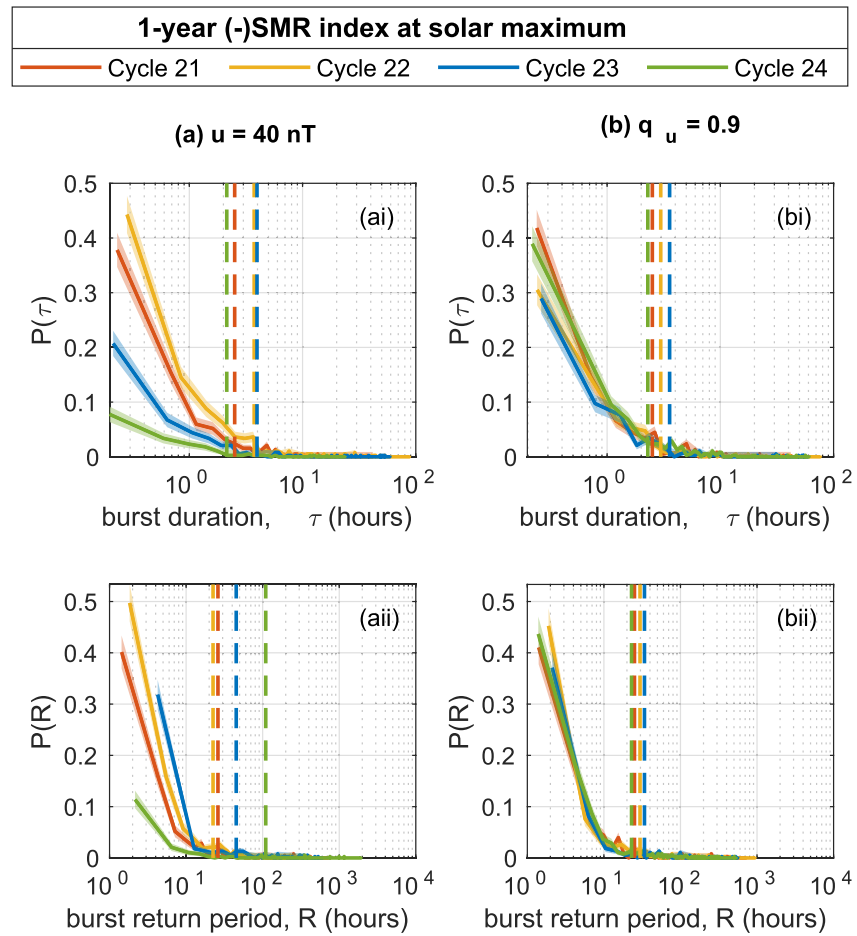 1-year (-)SMR index at solar maximum
Cycle 21 Cycle 22 Cycle 23 Cycle 24
(a) u = 40 nT
(b) q u = 0.9
0.5
0.4
0.3
0.2
0.1
0
P(τ)
(ai)
10^0 10^1 10^2
burst duration, τ (hours)
0.5
0.4
0.3
0.2
0.1
0
P(τ)
(bi)
10^0 10^1 10^2
burst duration, τ (hours)
0.5
0.4
0.3
0.2
0.1
0
P(R)
(aii)
10^0 10^1 10^2 10^3 10^4
burst return period, R (hours)
0.5
0.4
0.3
0.2
0.1
0
P(R)
(bii)
10^0 10^1 10^2 10^3 10^4
burst return period, R (hours)